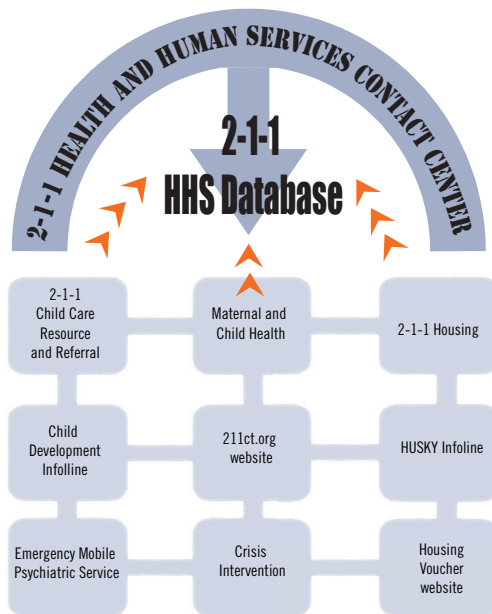 2-1-1 HEALTH AND HUMAN SERVICES CONTACT CENTER
2-1-1
HHS Database
2-1-1
Child Care
Resource
and Referral
Maternal and
Child Health
2-1-1 Housing
Child
Development
Infolline
211ct.org
website
HUSKY Infoline
Emergency Mobile
Psychiatric Service
Crisis
Intervention
Housing
Voucher
website